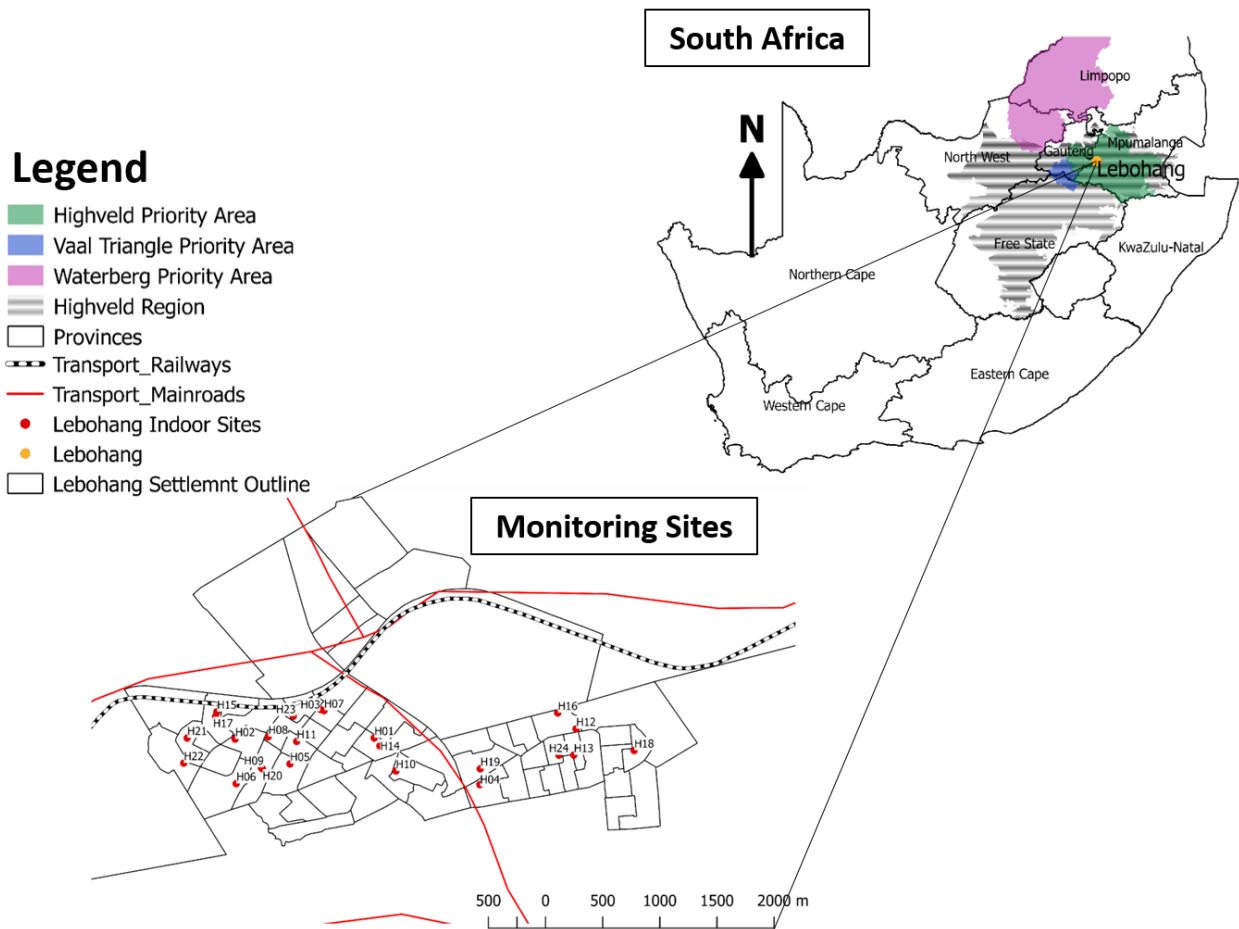 South Africa
Limpopo
N
North West
Gauteng
Mpumalanga
Lebohang
Free State
KwaZulu-Natal
Northern Cape
Eastern Cape
Western Cape
Legend
Highveld Priority Area
Vaal Triangle Priority Area
Waterberg Priority Area
Highveld Region
Provinces
Transport_Railways
Transport_Mainroads
Lebohang Indoor Sites
Lebohang
Lebohang Settlemnt Outline
Monitoring Sites
H15
H17
H23
H03
H07
H21
H02
H08
H11
H01
H14
H22
H09
H20
H05
H06
H10
H16
H12
H24
H13
H18
H19
H04
500 0 500 1000 1500 2000 m